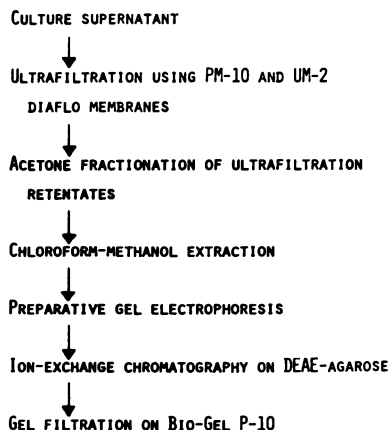 CULTURE SUPERNATANT
ULTRAFILTRATION USING PM-10 AND UM-2
DIAFLO MEMBRANES
ACETONE FRACTIONATION OF ULTRAFILTRATION
RETENTATES
CHLOROFORM-METHANOL EXTRACTION
PREPARATIVE GEL ELECTROPHORESIS
ION-EXCHANGE CHROMATOGRAPHY ON DEAE-AGAROSE
GEL FILTRATION ON BIO-GEL P-10